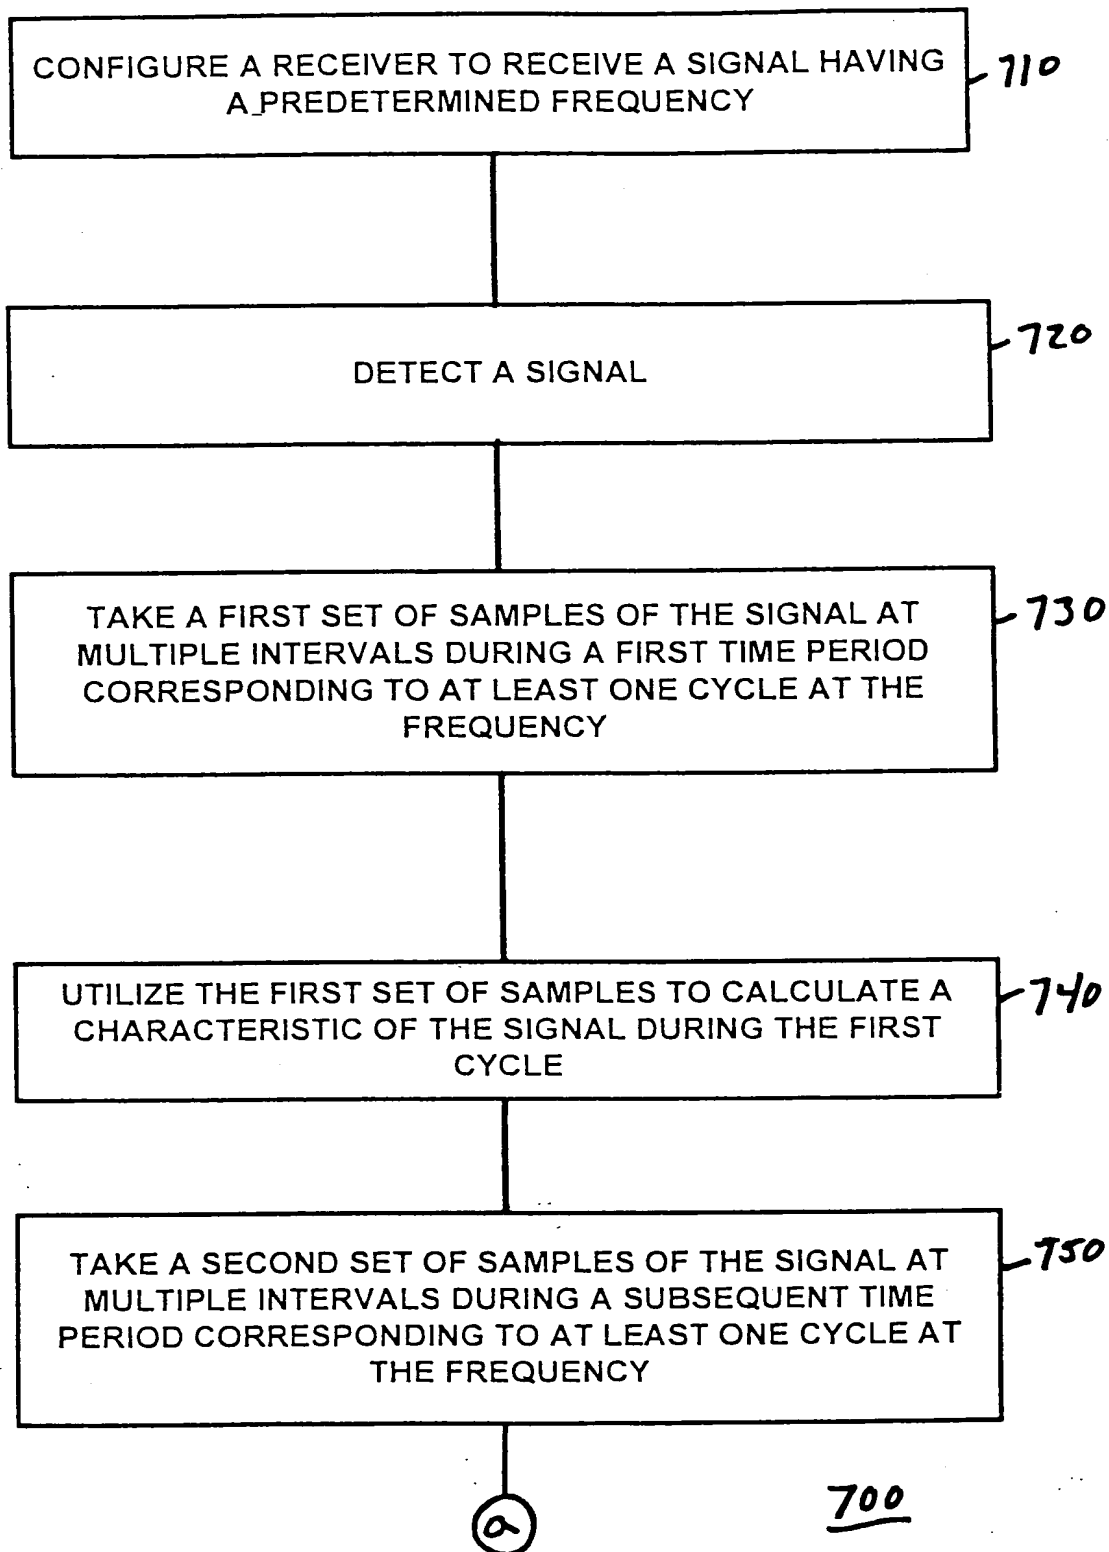 CONFIGURE A RECEIVER TO RECEIVE A SIGNAL HAVING
A PREDETERMINED FREQUENCY
710
DETECT A SIGNAL
720
TAKE A FIRST SET OF SAMPLES OF THE SIGNAL AT
MULTIPLE INTERVALS DURING A FIRST TIME PERIOD
CORRESPONDING TO AT LEAST ONE CYCLE AT THE
FREQUENCY
730
UTILIZE THE FIRST SET OF SAMPLES TO CALCULATE A
CHARACTERISTIC OF THE SIGNAL DURING THE FIRST
CYCLE
740
TAKE A SECOND SET OF SAMPLES OF THE SIGNAL AT
MULTIPLE INTERVALS DURING A SUBSEQUENT TIME
PERIOD CORRESPONDING TO AT LEAST ONE CYCLE AT
THE FREQUENCY
750
a
700